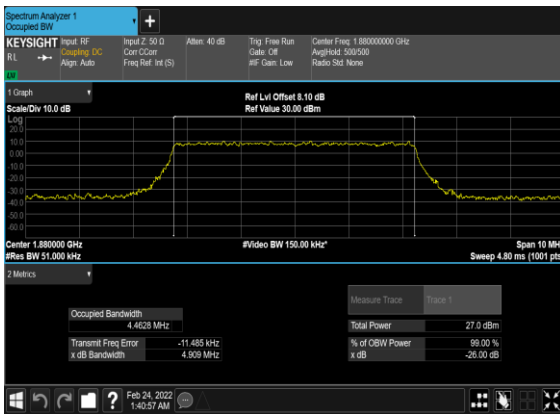 Spectrum Analyzer 1
Occupied BW
KEYSIGHT
RL
Input: RF
Coupling: DC
Align: Auto
Input Z: 50 Ω
Corr CCorr
Freq Ref: Int (S)
Atten: 40 dB
Trig: Free Run
Gate: Off
#IF Gain: Low
Center Freq: 1.880000000 GHz
Avg|Hold: 500/500
Radio Std: None
1 Graph
Scale/Div 10.0 dB
Ref Lvl Offset 8.10 dB
Ref Value 30.00 dBm
Log
20.0
10.0
0.00
-10.0
-20.0
-30.0
-40.0
-50.0
-60.0
Center 1.880000 GHz
#Res BW 51.000 kHz
#Video BW 150.00 kHz*
Span 10 MH
Sweep 4.80 ms (1001 pts
2 Metrics
Measure Trace
Trace 1
Occupied Bandwidth
4.4628 MHz
Total Power
27.0 dBm
Transmit Freq Error
-11.485 kHz
% of OBW Power
99.00 %
x dB Bandwidth
4.909 MHz
x dB
-26.00 dB
Feb 24, 2022
1:40:57 AM